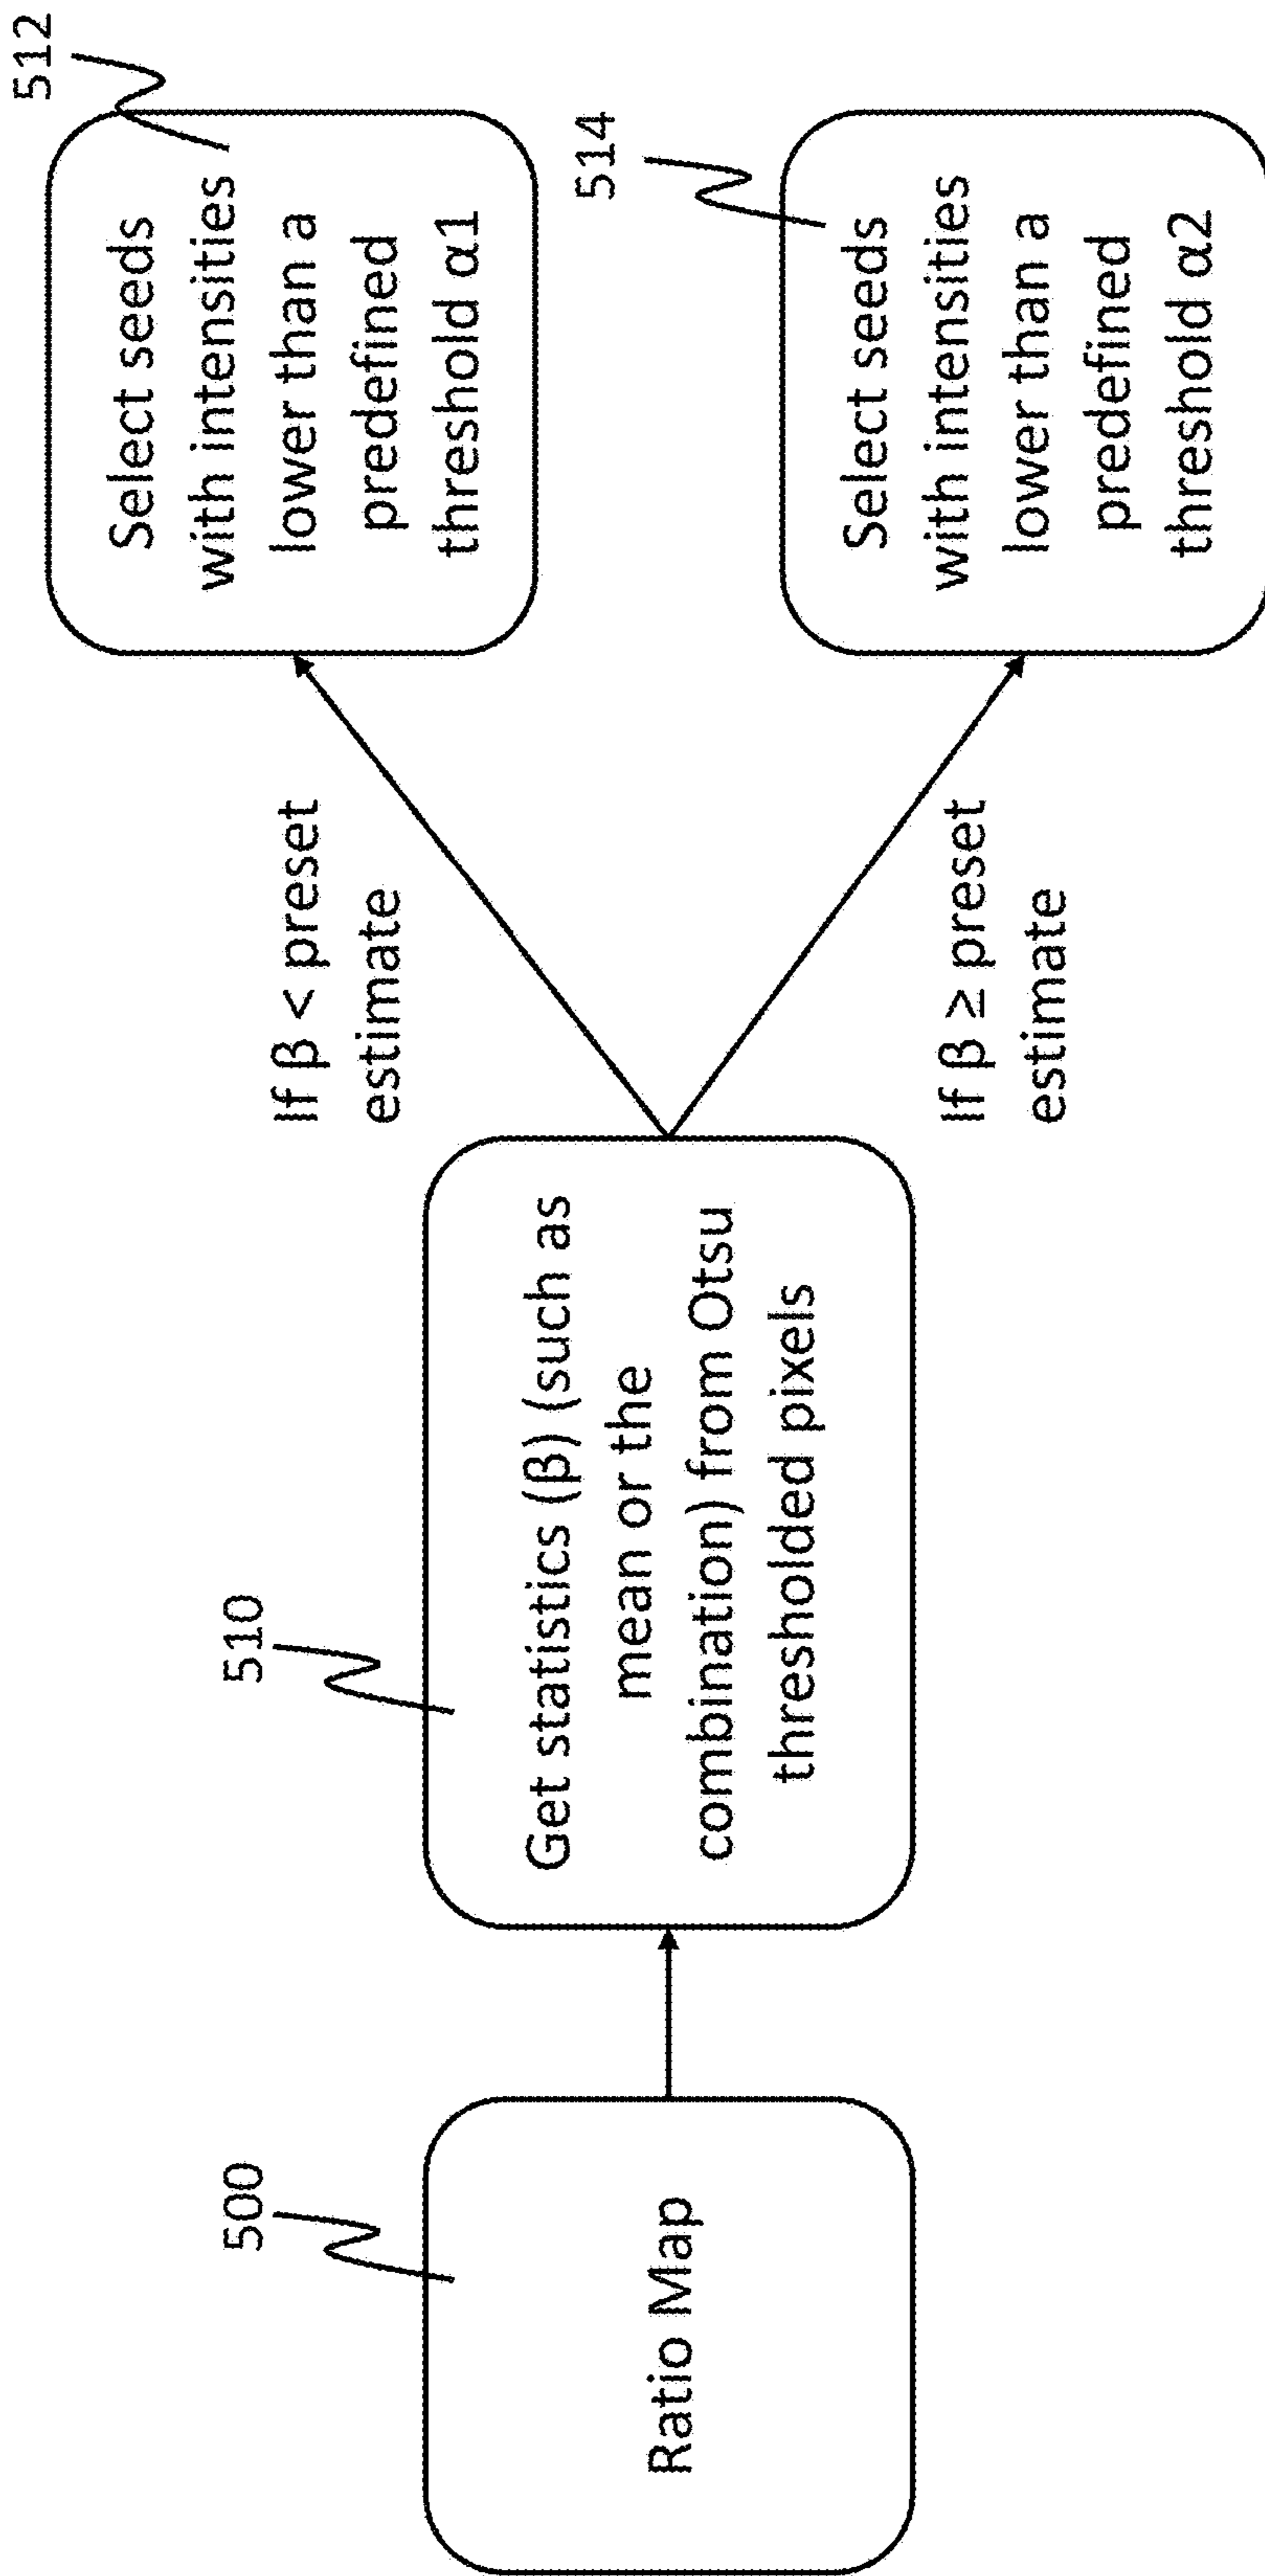 500
Ratio Map
510
Get statistics (β) (such as
mean or the
combination) from Otsu
thresholded pixels
If β < preset
estimate
If β ≥ preset
estimate
512
Select seeds
with intensities
lower than a
predefined
threshold α1
514
Select seeds
with intensities
lower than a
predefined
threshold α2